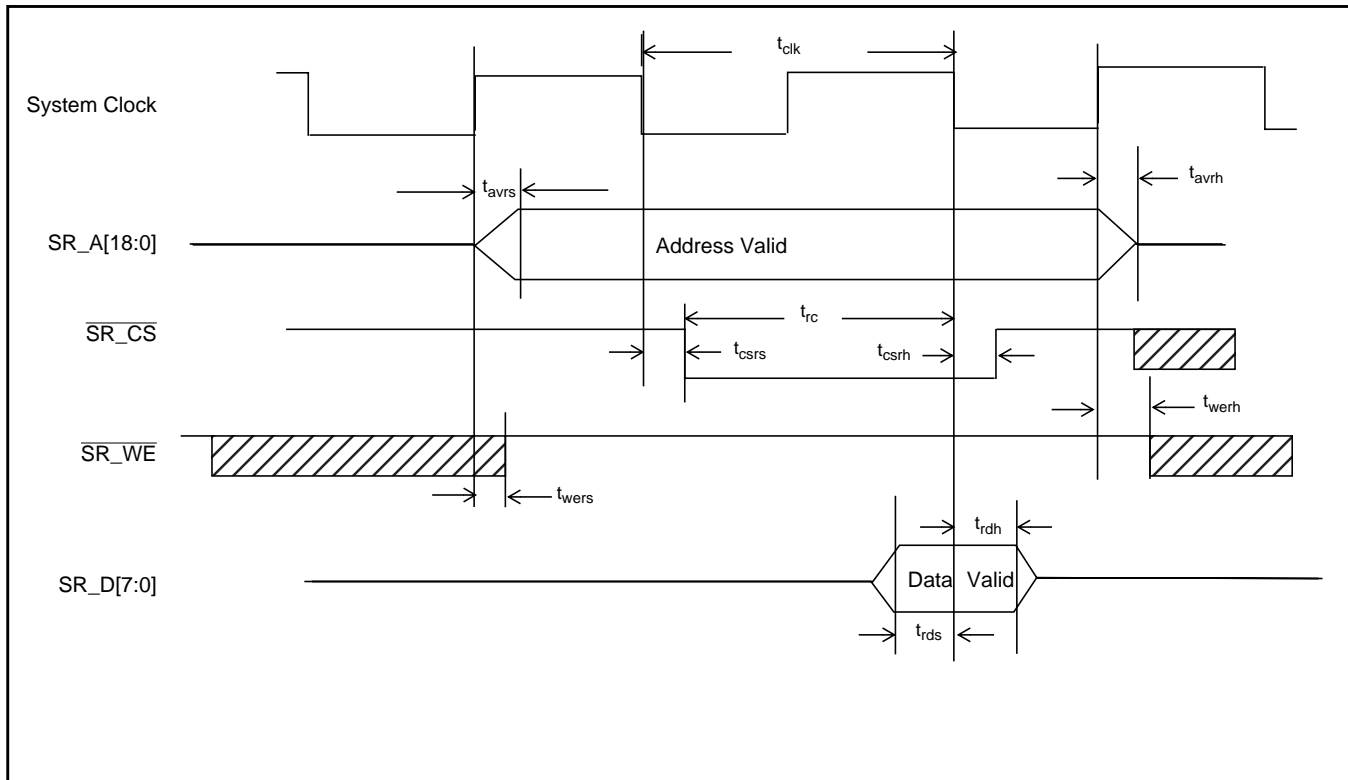 t_clk
System Clock
t_avrs
t_avrh
SR_A[18:0]
Address Valid
t_rc
SR_CS
t_csrs
t_csrh
t_werh
SR_WE
t_wers
t_rdh
SR_D[7:0]
Data Valid
t_rds